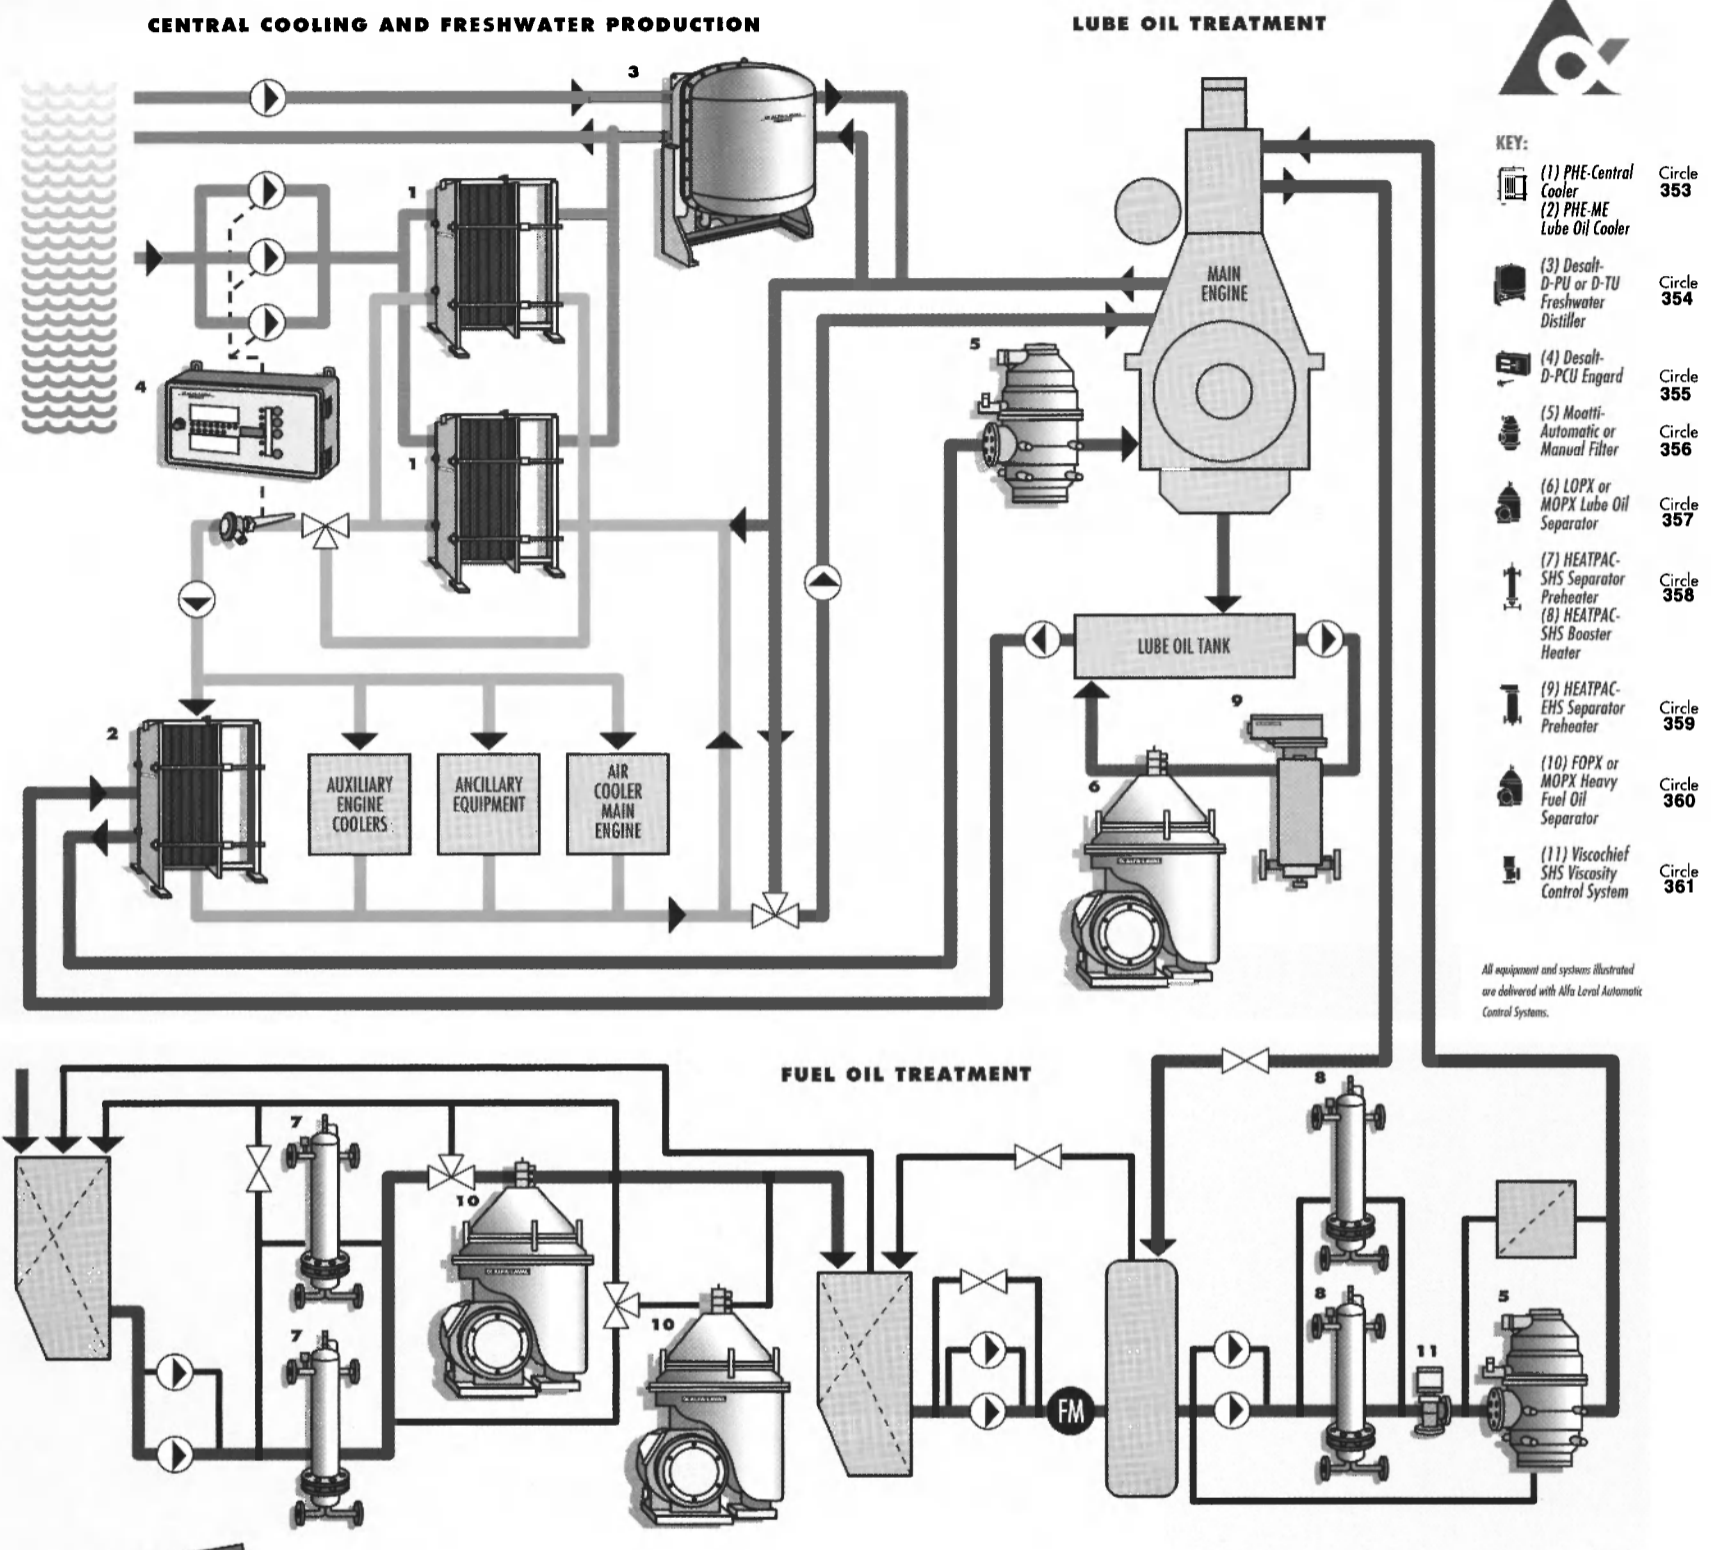 CENTRAL COOLING AND FRESHWATER PRODUCTION
LUBE OIL TREATMENT
3
1
4
1
2
5
MAIN
ENGINE
LUBE OIL TANK
9
6
AUXILIARY
ENGINE
COOLERS
ANCILLARY
EQUIPMENT
AIR
COOLER
MAIN
ENGINE
KEY:
(1) PHE-Central
Cooler
(2) PHE-ME
Lube Oil Cooler
Circle
353
(3) Desalt-
D-PU or D-TU
Freshwater
Distiller
Circle
354
(4) Desalt-
D-PCU Engard
Circle
355
(5) Moatti-
Automatic or
Manual Filter
Circle
356
(6) LOPX or
MOPX Lube Oil
Separator
Circle
357
(7) HEATPAC-
SHS Separator
Preheater
(8) HEATPAC-
SHS Booster
Heater
Circle
358
(9) HEATPAC-
EHS Separator
Preheater
Circle
359
(10) FOPX or
MOPX Heavy
Fuel Oil
Separator
Circle
360
(11) Viscochief
SHS Viscosity
Control System
Circle
361
All equipment and systems illustrated
are delivered with Alfa Laval Automatic
Control Systems.
FUEL OIL TREATMENT
7
7
10
10
FM
8
8
11
5